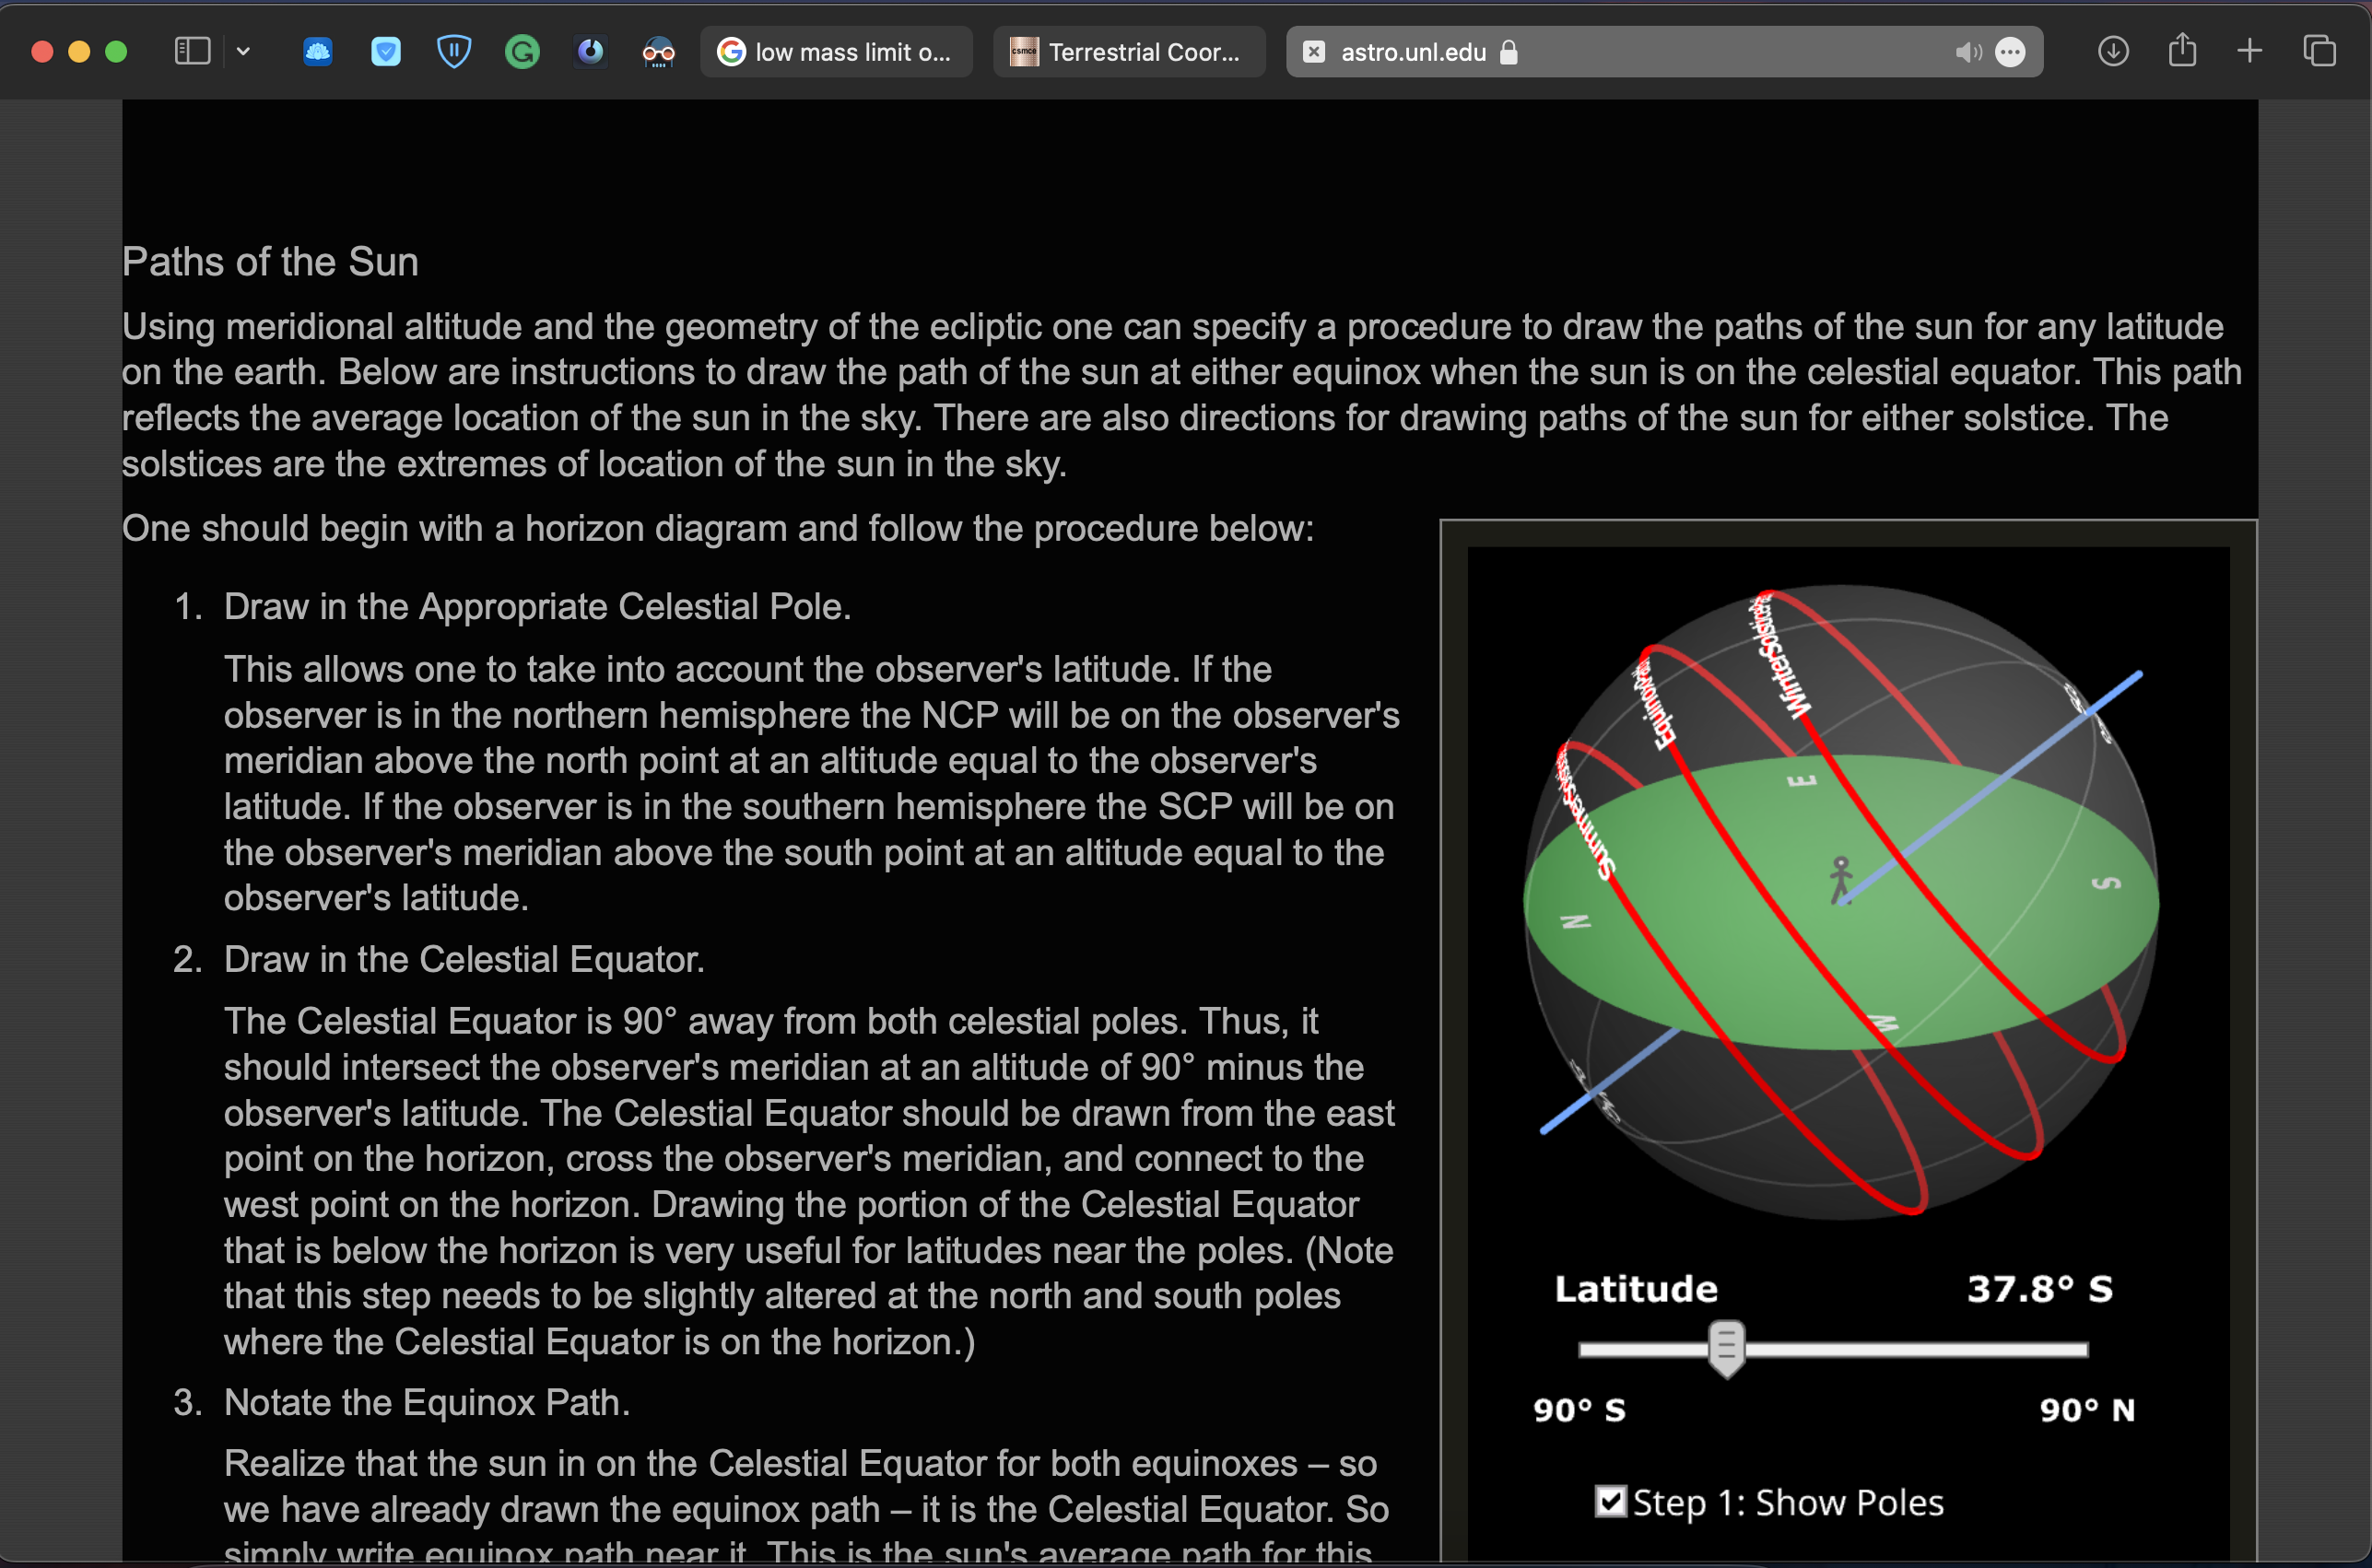 low mass limit o...
Terrestrial Coor...
astro.unl.edu
Paths of the Sun
Using meridional altitude and the geometry of the ecliptic one can specify a procedure to draw the paths of the sun for any latitude
on the earth. Below are instructions to draw the path of the sun at either equinox when the sun is on the celestial equator. This path
reflects the average location of the sun in the sky. There are also directions for drawing paths of the sun for either solstice. The
solstices are the extremes of location of the sun in the sky.
One should begin with a horizon diagram and follow the procedure below:
1. Draw in the Appropriate Celestial Pole.
This allows one to take into account the observer's latitude. If the
observer is in the northern hemisphere the NCP will be on the observer's
meridian above the north point at an altitude equal to the observer's
latitude. If the observer is in the southern hemisphere the SCP will be on
the observer's meridian above the south point at an altitude equal to the
observer's latitude.
2. Draw in the Celestial Equator.
The Celestial Equator is 90° away from both celestial poles. Thus, it
should intersect the observer's meridian at an altitude of 90° minus the
observer's latitude. The Celestial Equator should be drawn from the east
point on the horizon, cross the observer's meridian, and connect to the
west point on the horizon. Drawing the portion of the Celestial Equator
that is below the horizon is very useful for latitudes near the poles. (Note
that this step needs to be slightly altered at the north and south poles
where the Celestial Equator is on the horizon.)
3. Notate the Equinox Path.
Realize that the sun in on the Celestial Equator for both equinoxes – so
we have already drawn the equinox path – it is the Celestial Equator. So
simply write equinox path near it. This is the sun's average path for this
E
S
N
W
Latitude
37.8° S
90° S
90° N
Step 1: Show Poles